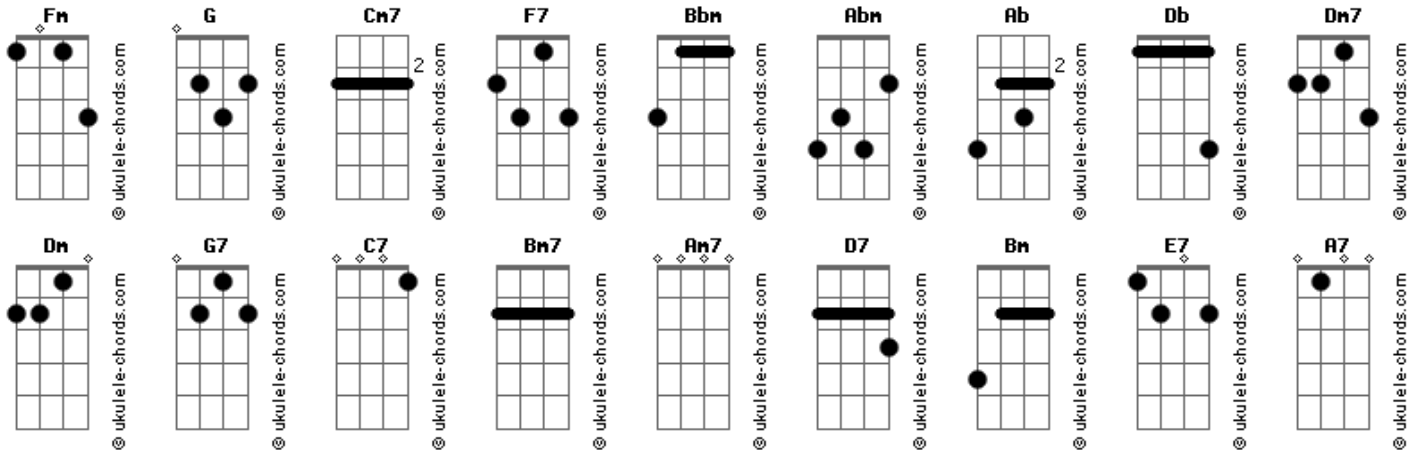 Fm G Cm7 F7 Bbm Abm Ab Db Dm7
2 2
© ukulele-chords.com © ukulele-chords.com © ukulele-chords.com © ukulele-chords.com © ukulele-chords.com © ukulele-chords.com © ukulele-chords.com © ukulele-chords.com © ukulele-chords.com
Dm G7 C7 Bm7 Am7 D7 Bm E7 A7
© ukulele-chords.com © ukulele-chords.com © ukulele-chords.com © ukulele-chords.com © ukulele-chords.com © ukulele-chords.com © ukulele-chords.com © ukulele-chords.com © ukulele-chords.com